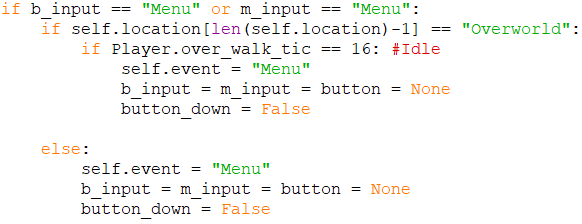 if b_input == "Menu" or m_input == "Menu":
    if self.location[len(self.location)-1] == "Overworld":
        if Player.over_walk_tic == 16: #Idle
            self.event = "Menu"
            b_input = m_input = button = None
            button_down = False

    else:
        self.event = "Menu"
        b_input = m_input = button = None
        button_down = False